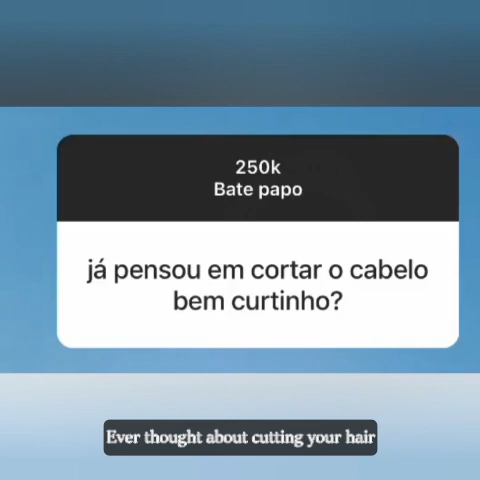 250k
Bate papo
já pensou em cortar o cabelo
bem curtinho?
Ever thought about cutting your hair